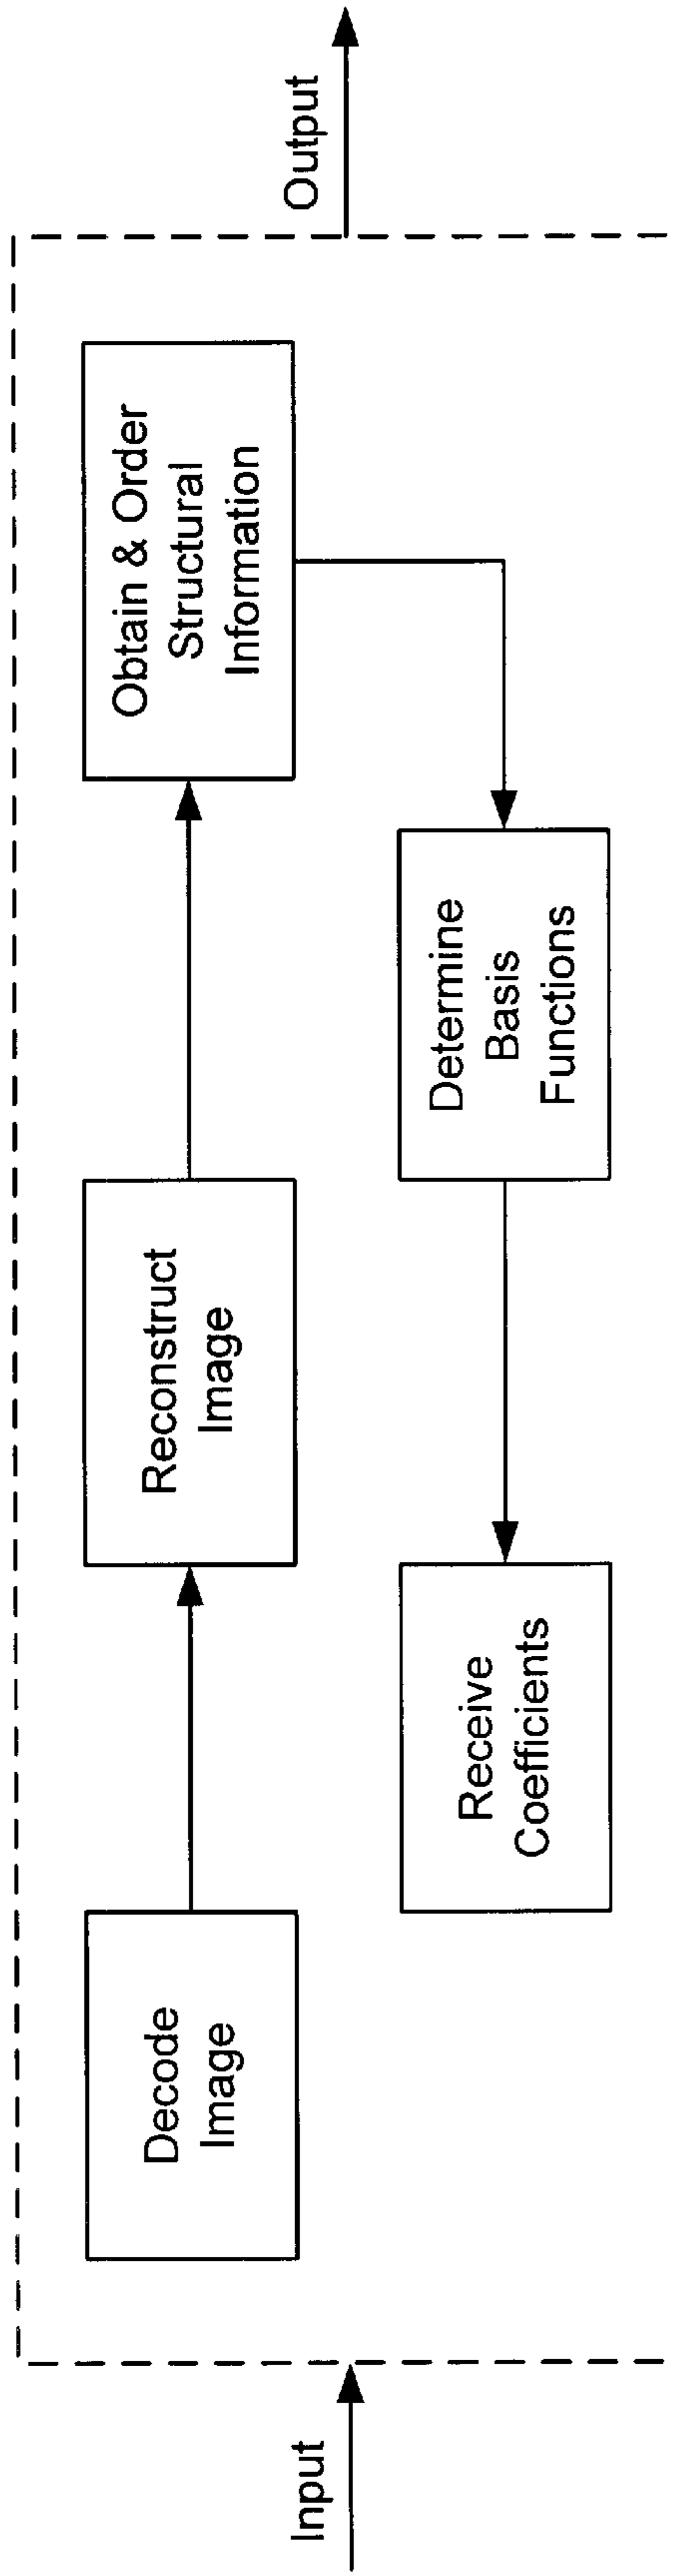 Input
Decode
Image
Reconstruct
Image
Obtain & Order
Structural
Information
Determine
Basis
Functions
Receive
Coefficients
Output